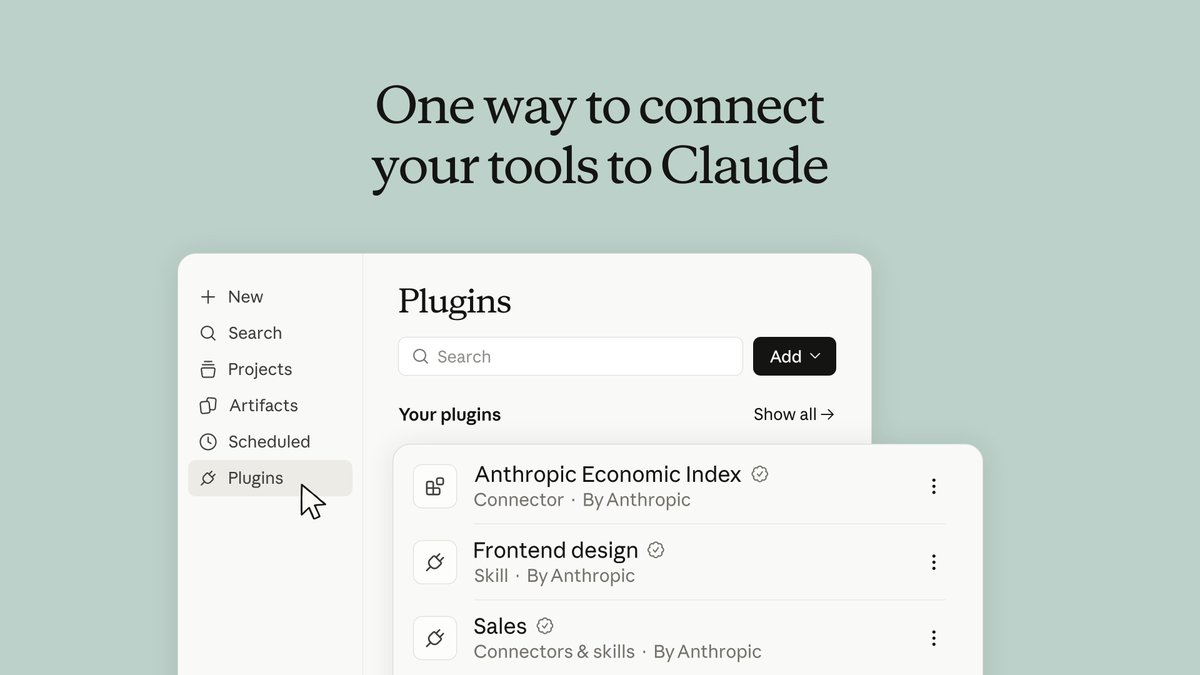 One way to connect
your tools to Claude
New
Search
Projects
Artifacts
Scheduled
Plugins
Plugins
Search
Add
Your plugins
Show all →
Anthropic Economic Index
Connector · By Anthropic
Frontend design
Skill · By Anthropic
Sales
Connectors & skills · By Anthropic